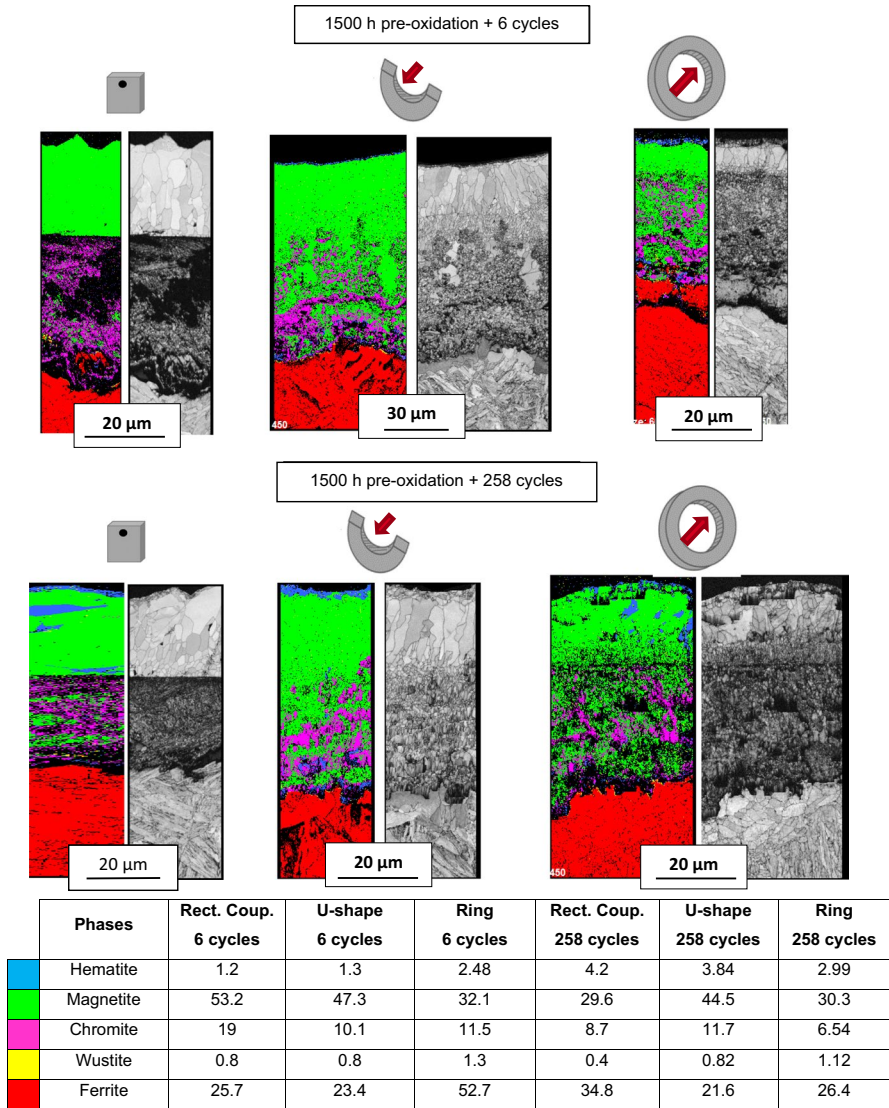 1500 h pre-oxidation + 6 cycles
20 µm
450
30 µm
20 µm
1500 h pre-oxidation + 258 cycles
20 µm
20 µm
450
20 µm
Phases Rect. Coup. 6 cycles U-shape 6 cycles Ring 6 cycles Rect. Coup. 258 cycles U-shape 258 cycles Ring 258 cycles
Hematite 1.2 1.3 2.48 4.2 3.84 2.99
Magnetite 53.2 47.3 32.1 29.6 44.5 30.3
Chromite 19 10.1 11.5 8.7 11.7 6.54
Wustite 0.8 0.8 1.3 0.4 0.82 1.12
Ferrite 25.7 23.4 52.7 34.8 21.6 26.4